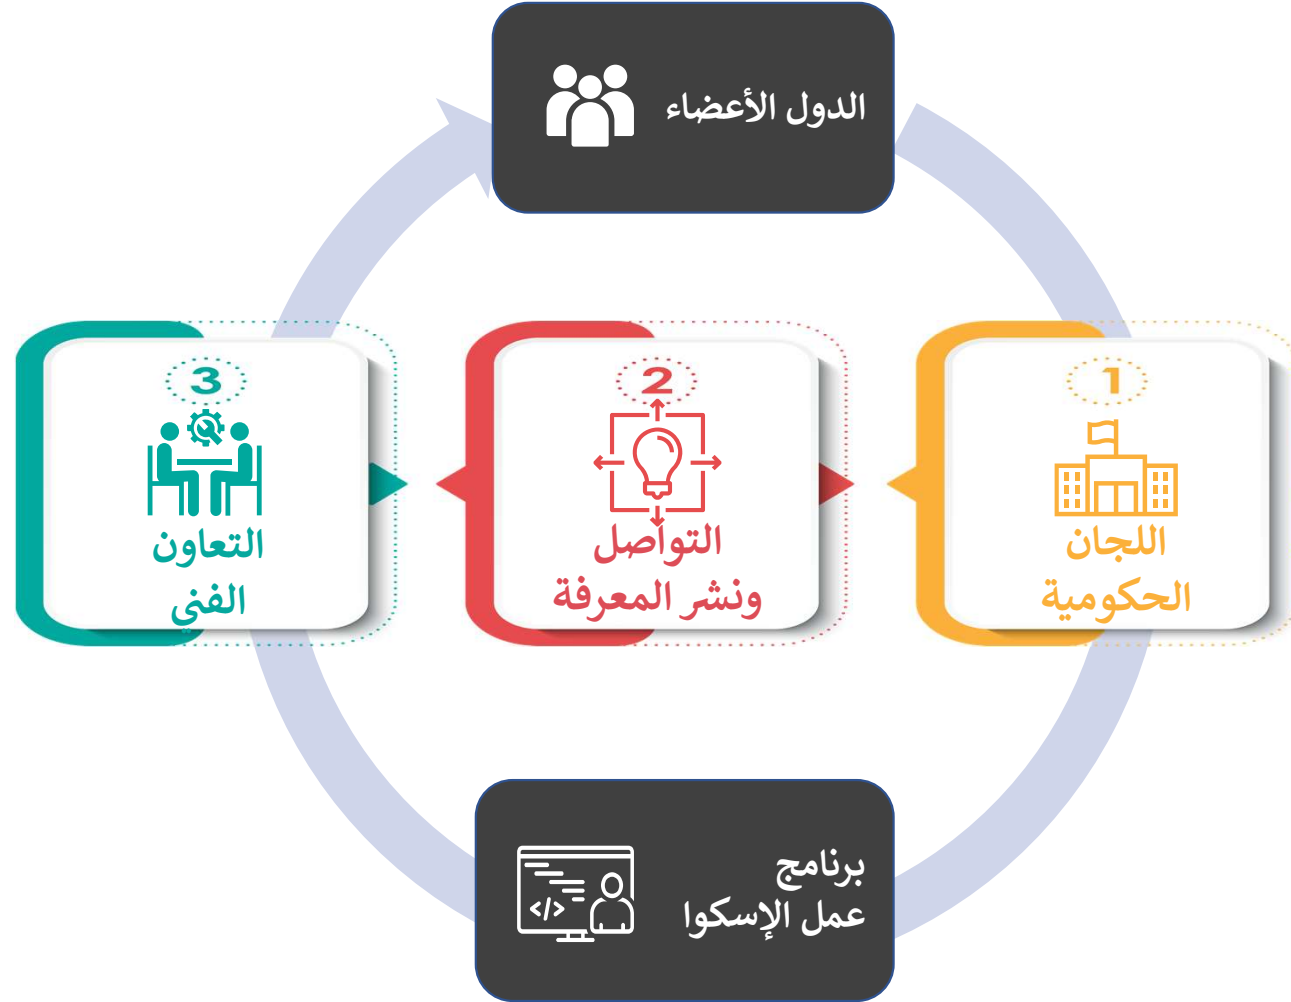 الدول الأعضاء
1
اللجان
الحكومية
2
التواصل
ونشر المعرفة
3
التعاون
الفني
برنامج
عمل الإسكوا
</>